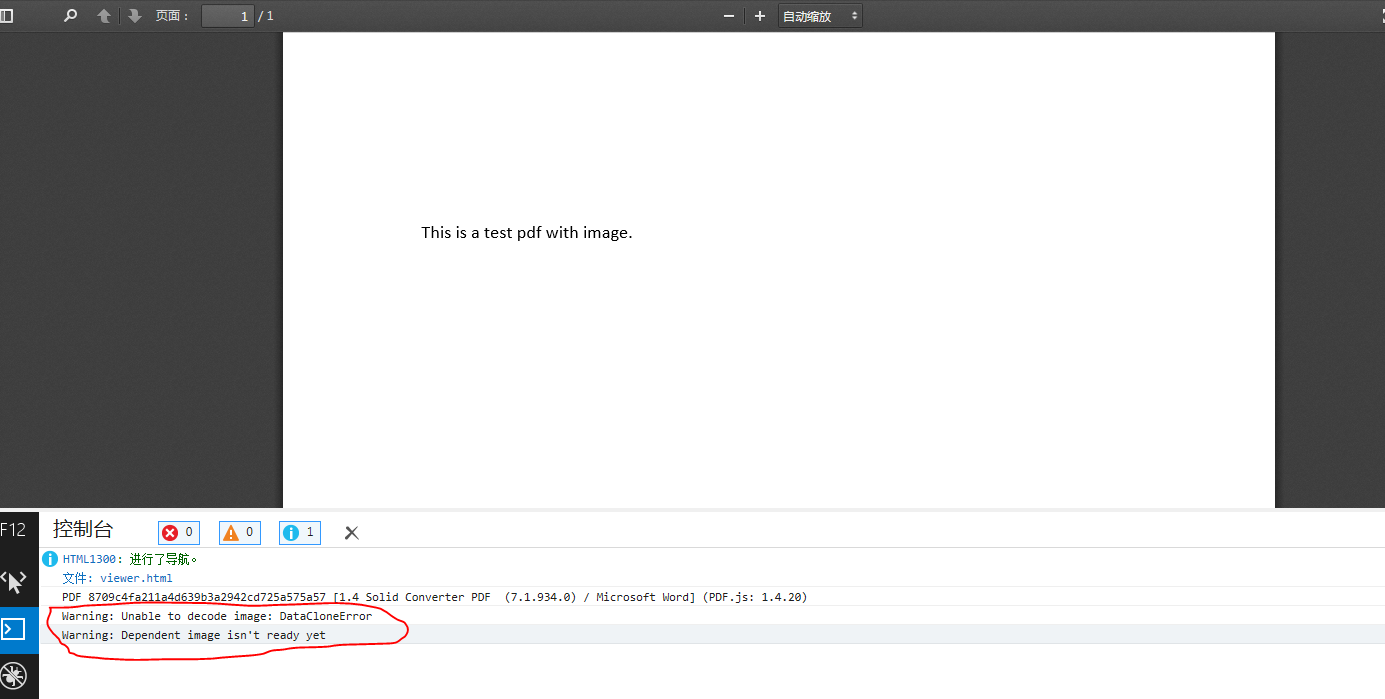 页面： 1 / 1 自动缩放
This is a test pdf with image.
F12 控制台 0 0 1
HTML1300: 进行了导航。
文件: viewer.html
PDF 8709c4fa211a4d639b3a2942cd725a575a57 [1.4 Solid Converter PDF (7.1.934.0) / Microsoft Word] (PDF.js: 1.4.20)
Warning: Unable to decode image: DataCloneError
Warning: Dependent image isn't ready yet